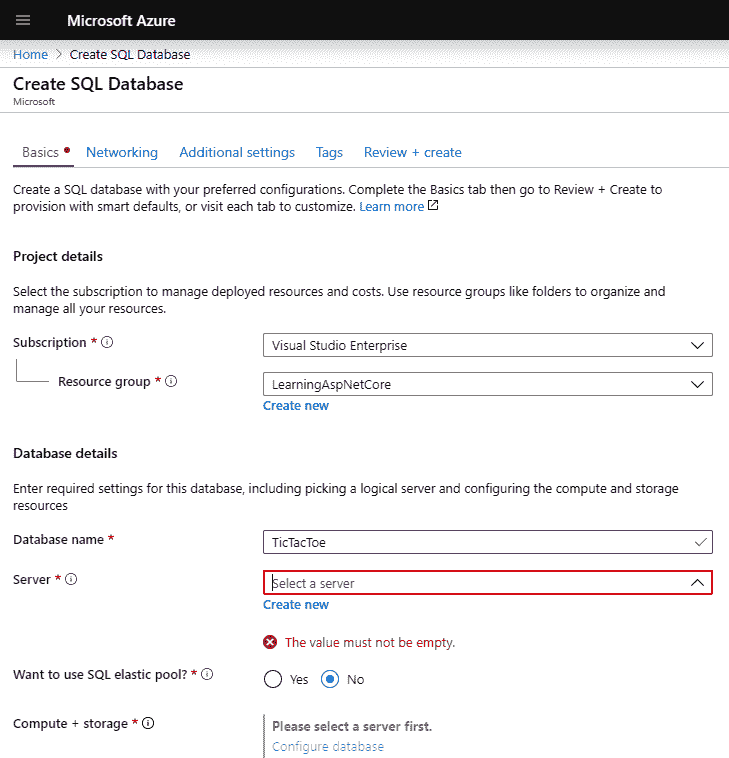 Microsoft Azure
Home > Create SQL Database
Create SQL Database
Microsoft
Basics Networking Additional settings Tags Review + create
Create a SQL database with your preferred configurations. Complete the Basics tab then go to Review + Create to
provision with smart defaults, or visit each tab to customize. Learn more
Project details
Select the subscription to manage deployed resources and costs. Use resource groups like folders to organize and
manage all your resources.
Subscription * Visual Studio Enterprise
Resource group * LearningAspNetCore
Create new
Database details
Enter required settings for this database, including picking a logical server and configuring the compute and storage
resources
Database name * TicTacToe
Server * Select a server
Create new
The value must not be empty.
Want to use SQL elastic pool? * Yes No
Compute + storage * Please select a server first.
Configure database